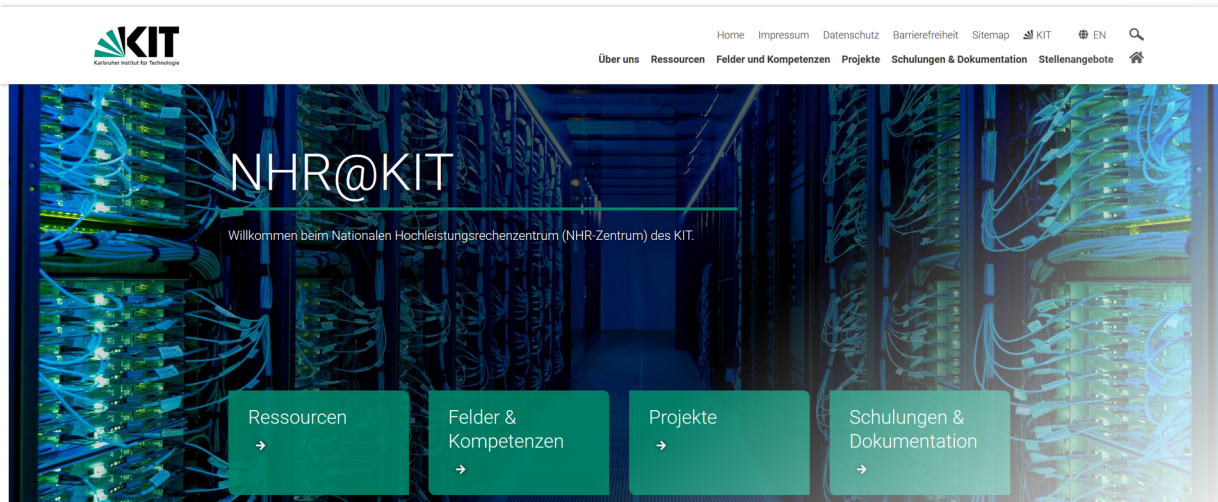 KIT
Karlsruher Institut für Technologie
Home Impressum Datenschutz Barrierefreiheit Sitemap KIT EN
Über uns Ressourcen Felder und Kompetenzen Projekte Schulungen & Dokumentation Stellenangebote
NHR@KIT
Willkommen beim Nationalen Hochleistungsrechenzentrum (NHR-Zentrum) des KIT.
Ressourcen
Felder &
Kompetenzen
Projekte
Schulungen &
Dokumentation